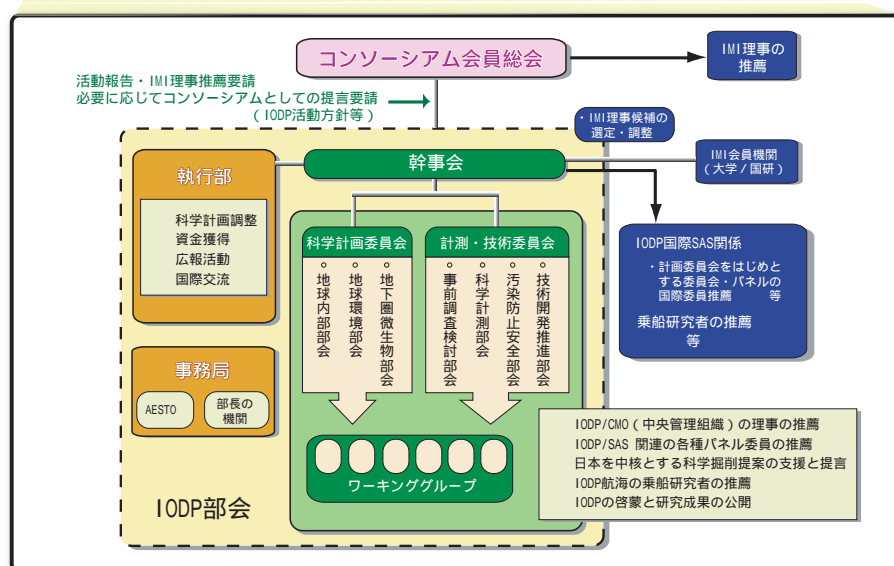 コンソーシアム会員総会
IMI理事の
推薦
活動報告・IMI理事推薦要請
必要に応じてコンソーシアムとしての提言要請
(IODP活動方針等)
・IMI理事候補の
選定・調整
幹事会
IMI会員機関
(大学/国研)
執行部
科学計画調整
資金獲得
広報活動
国際交流
科学計画委員会
。地球内部部会
。地球環境部会
。地下圏微生物部会
計測・技術委員会
。事前調査検討部会
。科学計測部会
。汚染防止安全部会
。技術開発推進部会
IODP国際SAS関係
・計画委員会をはじめと
する委員会・パネルの
国際委員推薦 等
乗船研究者の推薦
等
事務局
AESTO
部長の
機関
ワーキンググループ
IODP部会
IODP/CMO(中央管理組織)の理事の推薦
IODP/SAS 関連の各種パネル委員の推薦
日本を中核とする科学掘削提案の支援と提言
IODP航海の乗船研究者の推薦
IODPの啓蒙と研究成果の公開